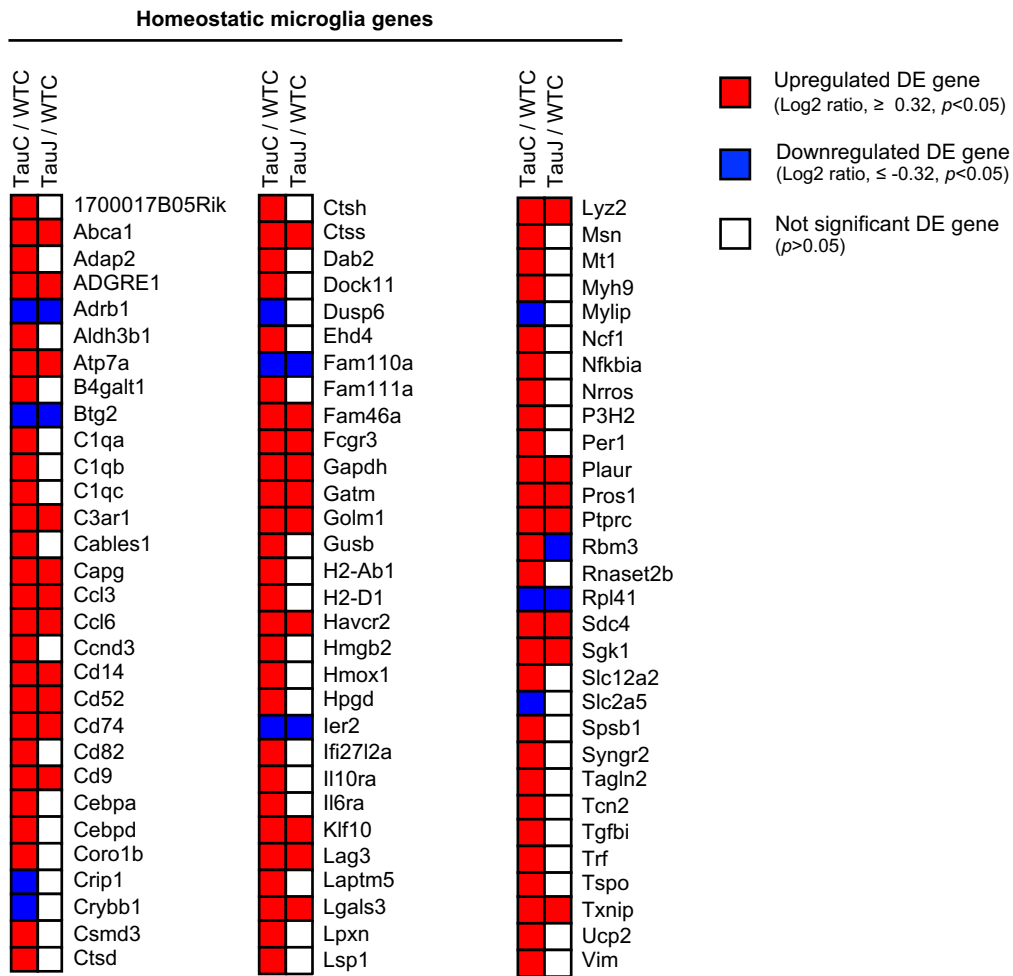 Homeostatic microglia genes
TauC / WTC
TauJ / WTC
1700017B05Rik
Abca1
Adap2
ADGRE1
Adrb1
Aldh3b1
Atp7a
B4galt1
Btg2
C1qa
C1qb
C1qc
C3ar1
Cables1
Capg
Ccl3
Ccl6
Ccnd3
Cd14
Cd52
Cd74
Cd82
Cd9
Cebpa
Cebpd
Coro1b
Crip1
Crybb1
Csmd3
Ctsd
TauC / WTC
TauJ / WTC
Ctsh
Ctss
Dab2
Dock11
Dusp6
Ehd4
Fam110a
Fam111a
Fam46a
Fcgr3
Gapdh
Gatm
Golm1
Gusb
H2-Ab1
H2-D1
Havcr2
Hmgb2
Hmox1
Hpgd
Ier2
Ifi27l2a
Il10ra
Il6ra
Klf10
Lag3
Laptm5
Lgals3
Lpxn
Lsp1
TauC / WTC
TauJ / WTC
Lyz2
Msn
Mt1
Myh9
Mylip
Ncf1
Nfkbia
Nrros
P3H2
Per1
Plaur
Pros1
Ptprc
Rbm3
Rnaset2b
Rpl41
Sdc4
Sgk1
Slc12a2
Slc2a5
Spsb1
Syngr2
Tagln2
Tcn2
Tgfbi
Trf
Tspo
Txnip
Ucp2
Vim
Upregulated DE gene
(Log2 ratio, ≥ 0.32, p<0.05)
Downregulated DE gene
(Log2 ratio, ≤ -0.32, p<0.05)
Not significant DE gene
(p>0.05)